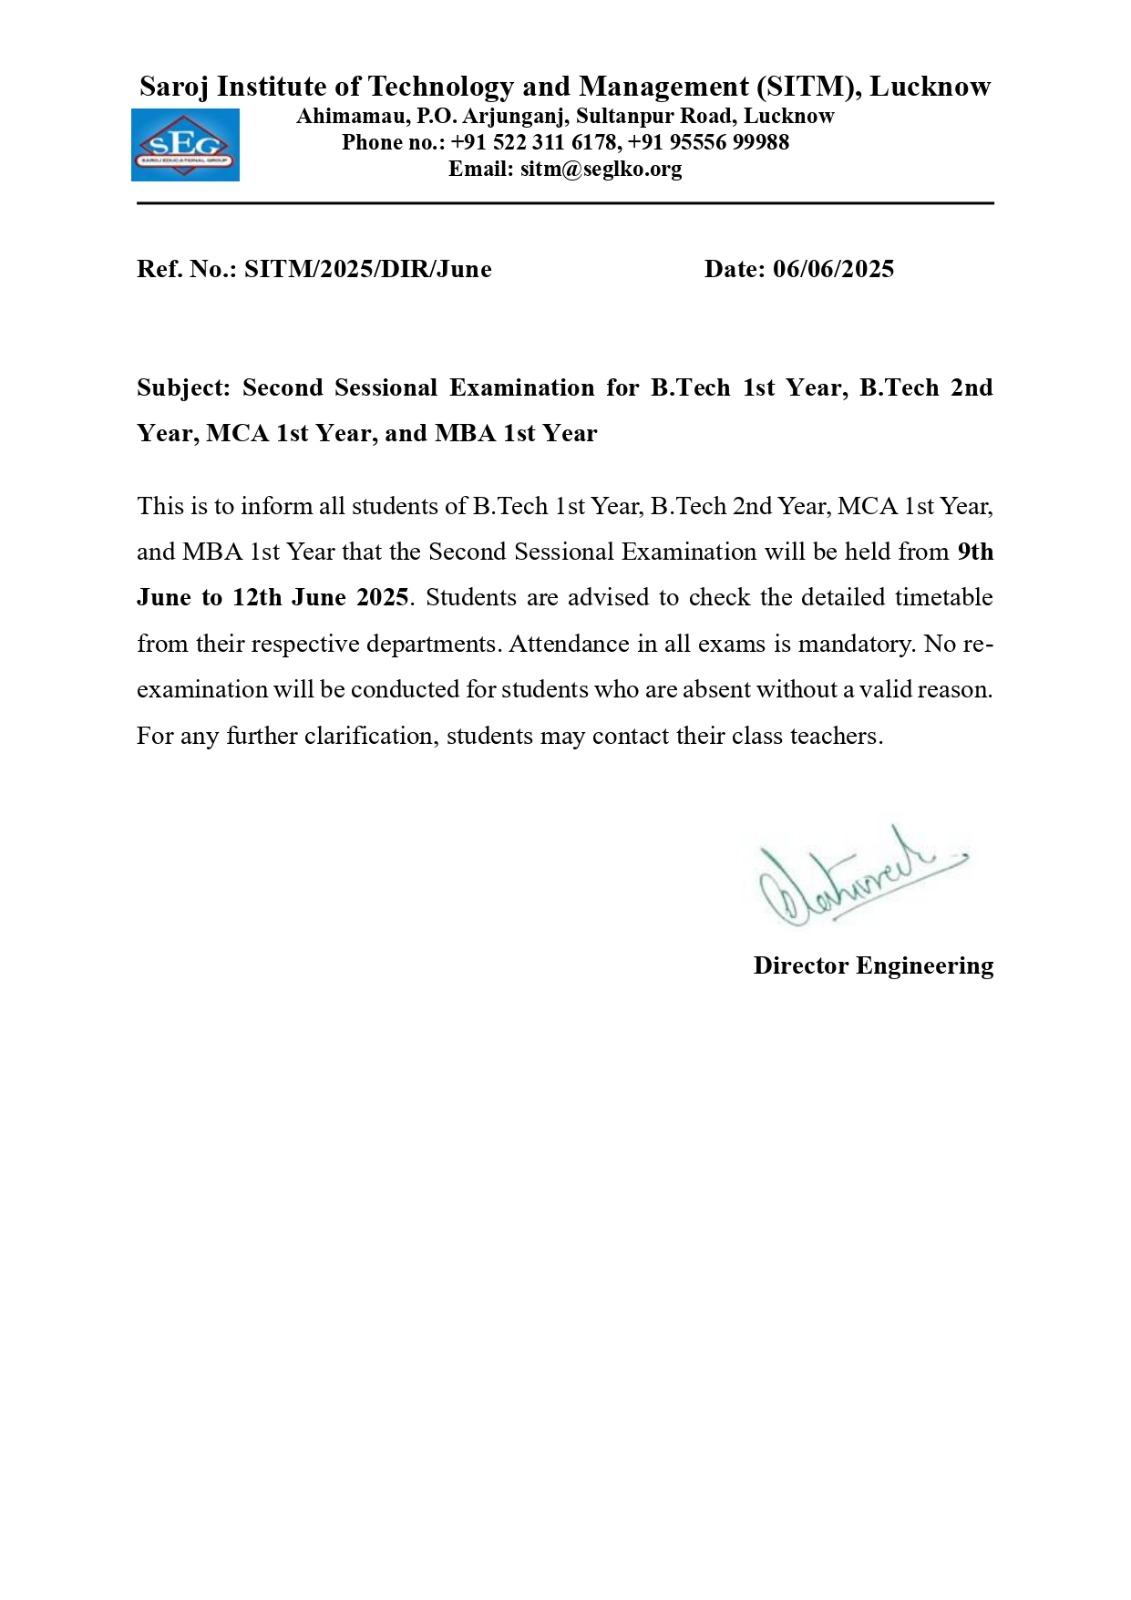 Saroj Institute of Technology and Management (SITM), Lucknow
Ahimamau, P.O. Arjunganj, Sultanpur Road, Lucknow
Phone no.: +91 522 311 6178, +91 95556 99988
Email: sitm@seglko.org
SEG
SAROJ EDUCATIONAL GROUP
Ref. No.: SITM/2025/DIR/June Date: 06/06/2025
Subject: Second Sessional Examination for B.Tech 1st Year, B.Tech 2nd
Year, MCA 1st Year, and MBA 1st Year
This is to inform all students of B.Tech 1st Year, B.Tech 2nd Year, MCA 1st Year,
and MBA 1st Year that the Second Sessional Examination will be held from 9th
June to 12th June 2025. Students are advised to check the detailed timetable
from their respective departments. Attendance in all exams is mandatory. No re-
examination will be conducted for students who are absent without a valid reason.
For any further clarification, students may contact their class teachers.
Director Engineering